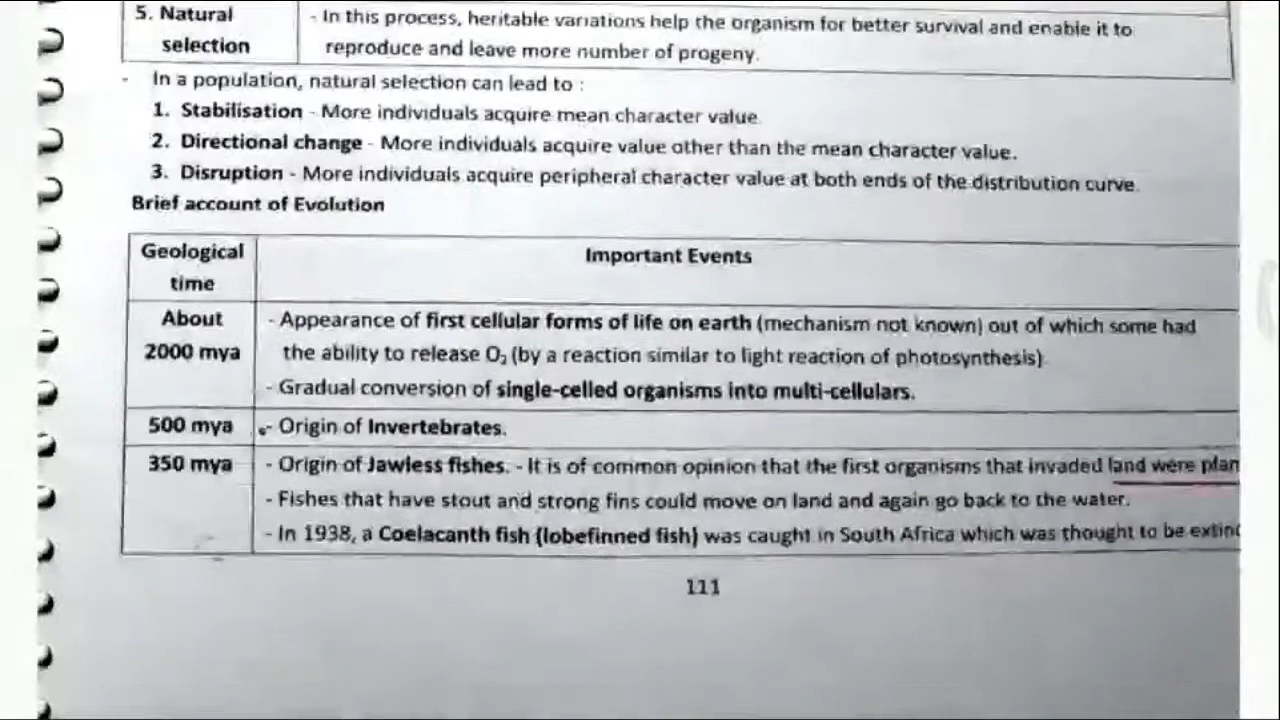 5. Natural selection
- In this process, heritable variations help the organism for better survival and enable it to
reproduce and leave more number of progeny.
- In a population, natural selection can lead to :
1. Stabilisation - More individuals acquire mean character value
2. Directional change - More individuals acquire value other than the mean character value.
3. Disruption - More individuals acquire peripheral character value at both ends of the distribution curve.
Brief account of Evolution
Geological time
Important Events
About 2000 mya
- Appearance of first cellular forms of life on earth (mechanism not known) out of which some had
the ability to release O₂ (by a reaction similar to light reaction of photosynthesis)
- Gradual conversion of single-celled organisms into multi-cellulars.
500 mya
- Origin of Invertebrates.
350 mya
- Origin of Jawless fishes. - It is of common opinion that the first organisms that invaded land were plan
- Fishes that have stout and strong fins could move on land and again go back to the water.
- In 1938, a Coelacanth fish (lobefinned fish) was caught in South Africa which was thought to be extinc
111